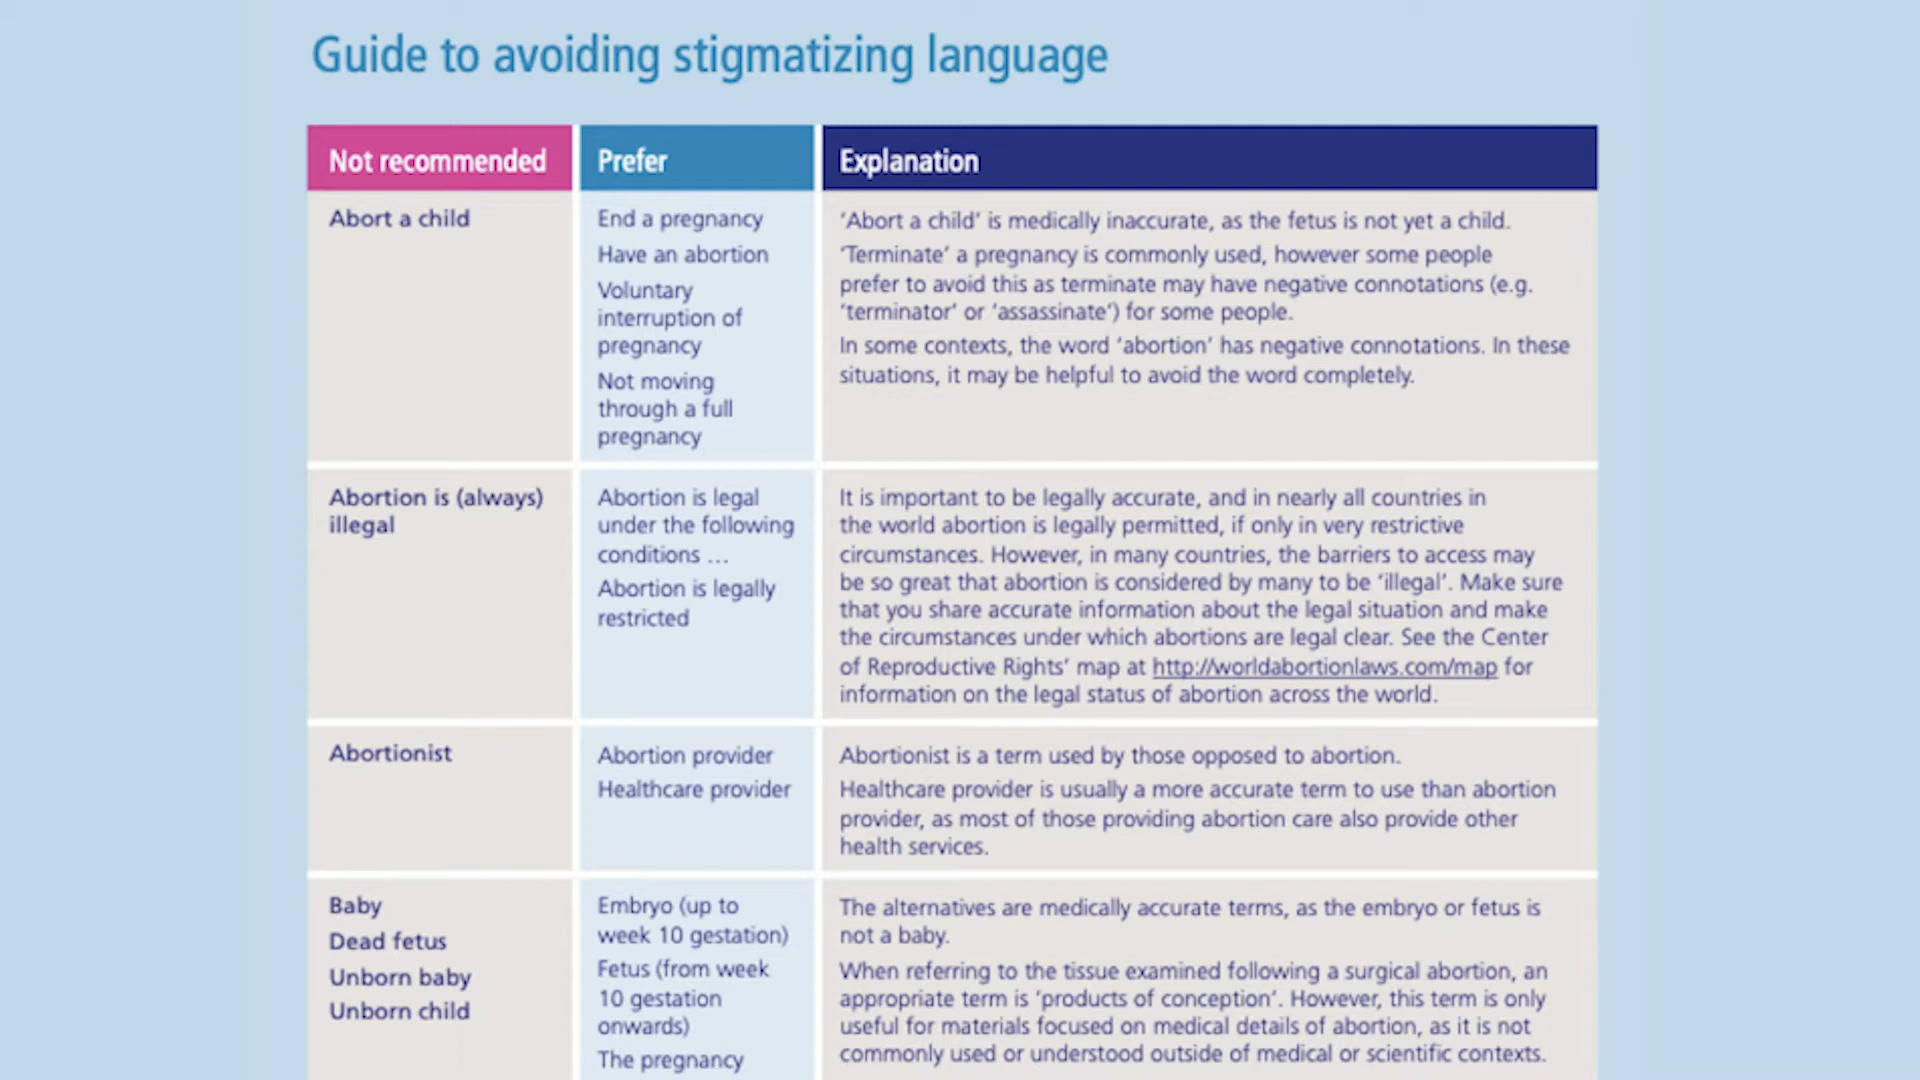 Guide to avoiding stigmatizing language
Not recommended
Prefer
Explanation
Abort a child
End a pregnancy
Have an abortion
Voluntary
interruption of
pregnancy
Not moving
through a full
pregnancy
‘Abort a child’ is medically inaccurate, as the fetus is not yet a child.
‘Terminate’ a pregnancy is commonly used, however some people
prefer to avoid this as terminate may have negative connotations (e.g.
‘terminator’ or ‘assassinate’) for some people.
In some contexts, the word ‘abortion’ has negative connotations. In these
situations, it may be helpful to avoid the word completely.
Abortion is (always)
illegal
Abortion is legal
under the following
conditions ...
Abortion is legally
restricted
It is important to be legally accurate, and in nearly all countries in
the world abortion is legally permitted, if only in very restrictive
circumstances. However, in many countries, the barriers to access may
be so great that abortion is considered by many to be ‘illegal’. Make sure
that you share accurate information about the legal situation and make
the circumstances under which abortions are legal clear. See the Center
of Reproductive Rights’ map at http://worldabortionlaws.com/map for
information on the legal status of abortion across the world.
Abortionist
Abortion provider
Healthcare provider
Abortionist is a term used by those opposed to abortion.
Healthcare provider is usually a more accurate term to use than abortion
provider, as most of those providing abortion care also provide other
health services.
Baby
Dead fetus
Unborn baby
Unborn child
Embryo (up to
week 10 gestation)
Fetus (from week
10 gestation
onwards)
The pregnancy
The alternatives are medically accurate terms, as the embryo or fetus is
not a baby.
When referring to the tissue examined following a surgical abortion, an
appropriate term is ‘products of conception’. However, this term is only
useful for materials focused on medical details of abortion, as it is not
commonly used or understood outside of medical or scientific contexts.